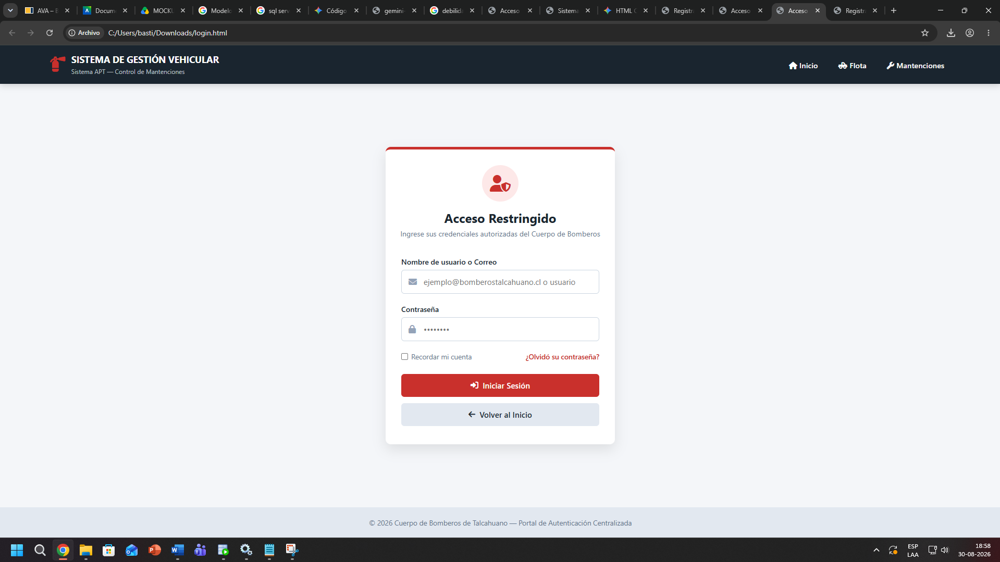 AVA – B
Docum
MOCKU
Modelo
sql serv
Código
gemini-
debilida
Acceso
Sistema
HTML C
Registra
Acceso
Acceso
Registra
Archivo
C:/Users/basti/Downloads/login.html
SISTEMA DE GESTIÓN VEHICULAR
Sistema APT — Control de Mantenciones
Inicio
Flota
Mantenciones
Acceso Restringido
Ingrese sus credenciales autorizadas del Cuerpo de Bomberos
Nombre de usuario o Correo
ejemplo@bomberostalcahuano.cl o usuario
Contraseña
••••••••
Recordar mi cuenta
¿Olvidó su contraseña?
Iniciar Sesión
Volver al Inicio
© 2026 Cuerpo de Bomberos de Talcahuano — Portal de Autenticación Centralizada
ESP
LAA
18:58
30-08-2026